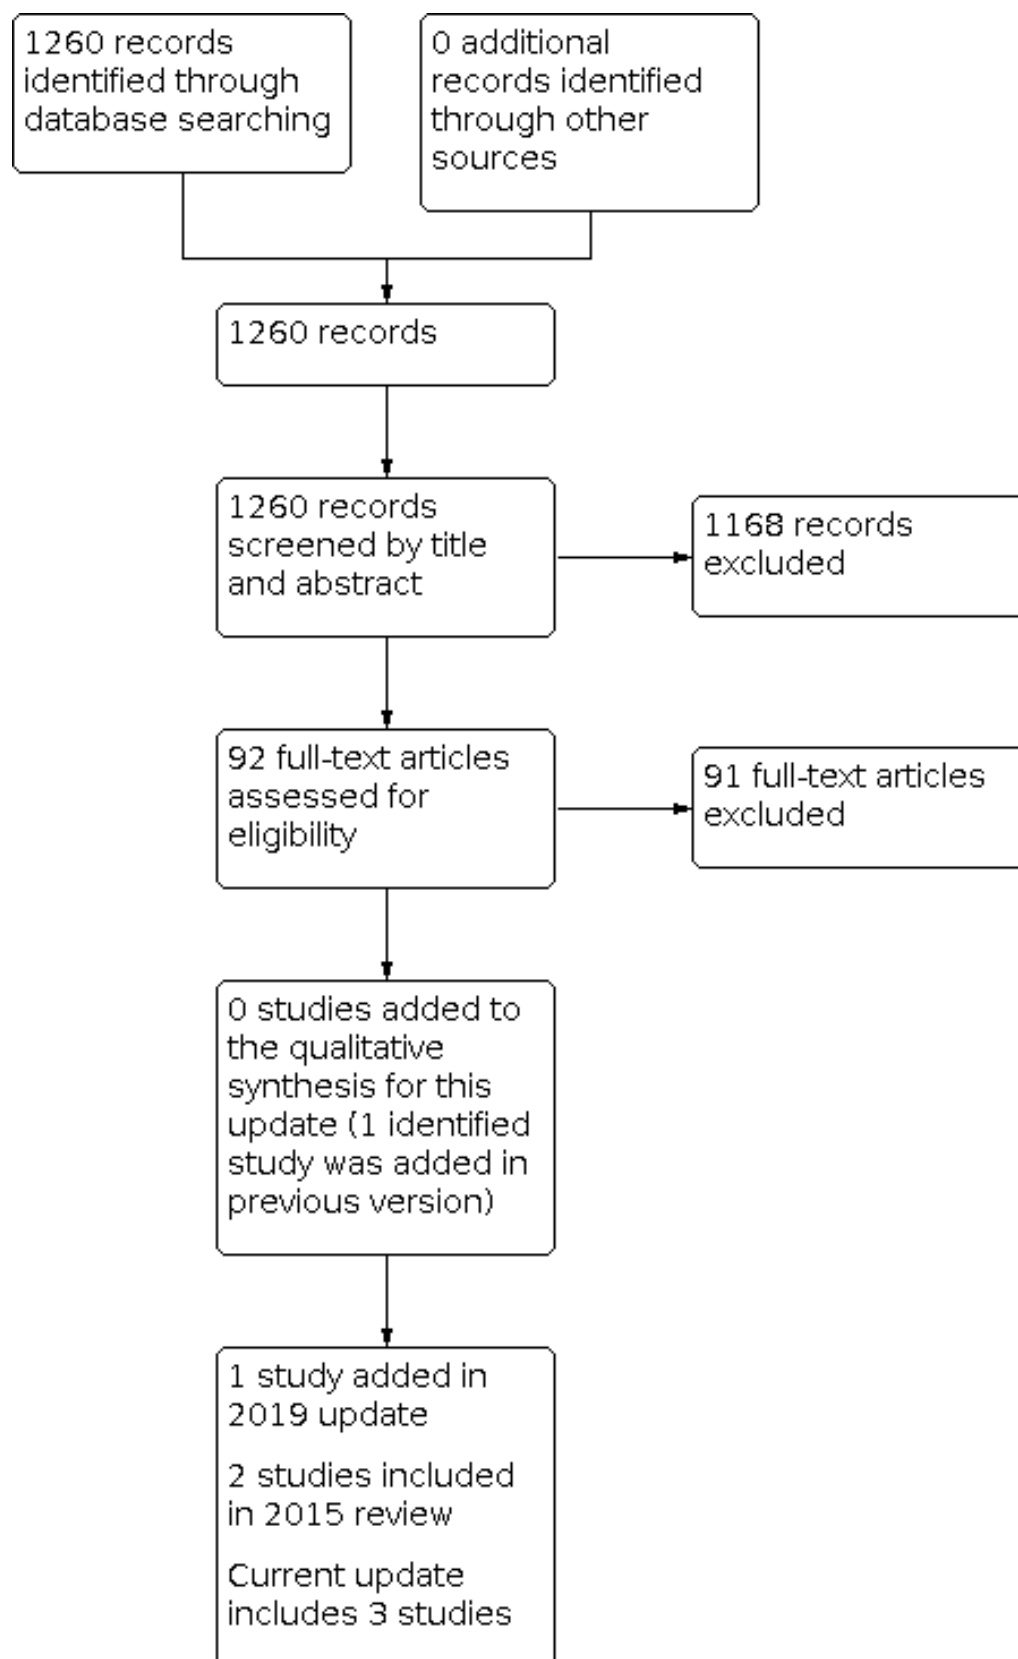 1260 records
identified through
database searching
0 additional
records identified
through other
sources
1260 records
1260 records
screened by title
and abstract
1168 records
excluded
92 full-text articles
assessed for
eligibility
91 full-text articles
excluded
0 studies added to
the qualitative
synthesis for this
update (1 identified
study was added in
previous version)
1 study added in
2019 update
2 studies included
in 2015 review
Current update
includes 3 studies